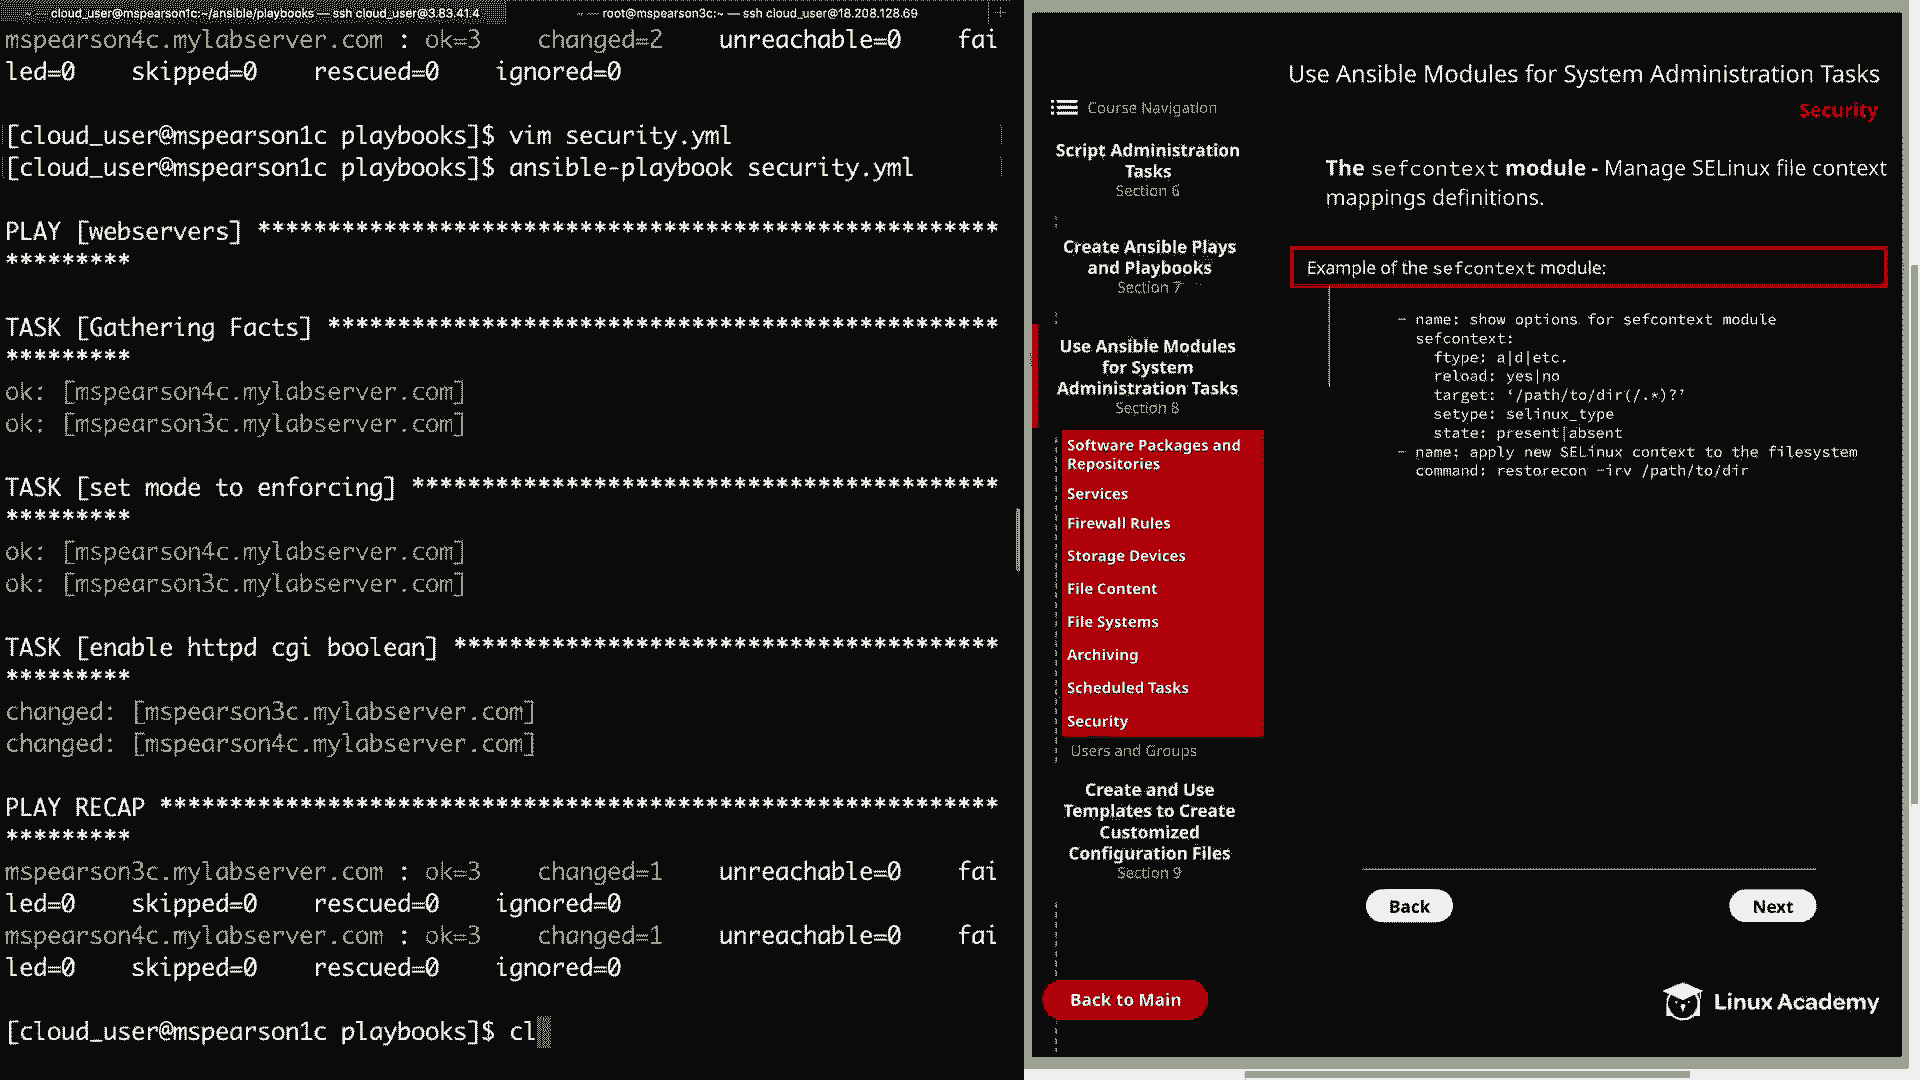 cloud_user@mspearson1c:~/ansible/playbooks — ssh cloud_user@3.83.41.4
root@mspearson3c:~ — ssh cloud_user@18.208.128.69
mspearson4c.mylabserver.com : ok=3    changed=2    unreachable=0    fai
led=0    skipped=0    rescued=0    ignored=0
[cloud_user@mspearson1c playbooks]$ vim security.yml
[cloud_user@mspearson1c playbooks]$ ansible-playbook security.yml
PLAY [webservers] ****************************************************
*********
TASK [Gathering Facts] ***********************************************
*********
ok: [mspearson4c.mylabserver.com]
ok: [mspearson3c.mylabserver.com]
TASK [set mode to enforcing] *****************************************
*********
ok: [mspearson4c.mylabserver.com]
ok: [mspearson3c.mylabserver.com]
TASK [enable httpd cgi boolean] **************************************
*********
changed: [mspearson3c.mylabserver.com]
changed: [mspearson4c.mylabserver.com]
PLAY RECAP ***********************************************************
*********
mspearson3c.mylabserver.com : ok=3    changed=1    unreachable=0    fai
led=0    skipped=0    rescued=0    ignored=0
mspearson4c.mylabserver.com : ok=3    changed=1    unreachable=0    fai
led=0    skipped=0    rescued=0    ignored=0
[cloud_user@mspearson1c playbooks]$ cl
Use Ansible Modules for System Administration Tasks
Security
Course Navigation
Script Administration
Tasks
Section 6
Create Ansible Plays
and Playbooks
Section 7
Use Ansible Modules
for System
Administration Tasks
Section 8
Software Packages and
Repositories
Services
Firewall Rules
Storage Devices
File Content
File Systems
Archiving
Scheduled Tasks
Security
Users and Groups
Create and Use
Templates to Create
Customized
Configuration Files
Section 9
Back to Main
The sefcontext module - Manage SELinux file context
mappings definitions.
Example of the sefcontext module:
- name: show options for sefcontext module
sefcontext:
ftype: a|d|etc.
reload: yes|no
target: ‘/path/to/dir(/.*)?’
setype: selinux_type
state: present|absent
- name: apply new SELinux context to the filesystem
command: restorecon -irv /path/to/dir
Back
Next
Linux Academy